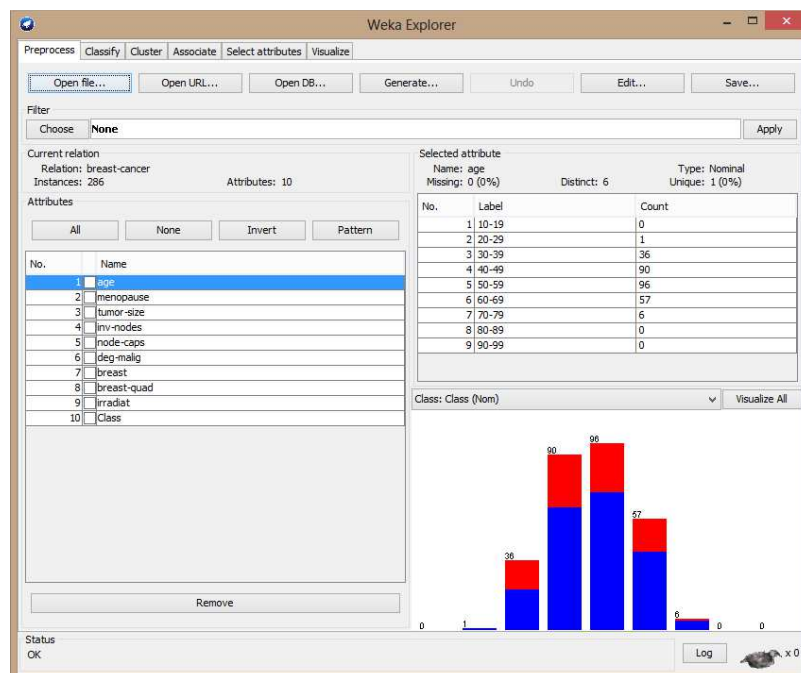 Weka Explorer
Preprocess Classify Cluster Associate Select attributes Visualize
Open file... Open URL... Open DB... Generate... Undo Edit... Save...
Filter
Choose None Apply
Current relation
Relation: breast-cancer
Instances: 286 Attributes: 10
Attributes
All None Invert Pattern
No. Name
1 age
2 menopause
3 tumor-size
4 inv-nodes
5 node-caps
6 deg-malig
7 breast
8 breast-quad
9 irradiat
10 Class
Remove
Selected attribute
Name: age Type: Nominal
Missing: 0 (0%) Distinct: 6 Unique: 1 (0%)
No. Label Count
1 10-19 0
2 20-29 1
3 30-39 36
4 40-49 90
5 50-59 96
6 60-69 57
7 70-79 6
8 80-89 0
9 90-99 0
Class: Class (Nom) Visualize All
0 1 36 90 96 57 6 0 0
Status
OK
Log x 0